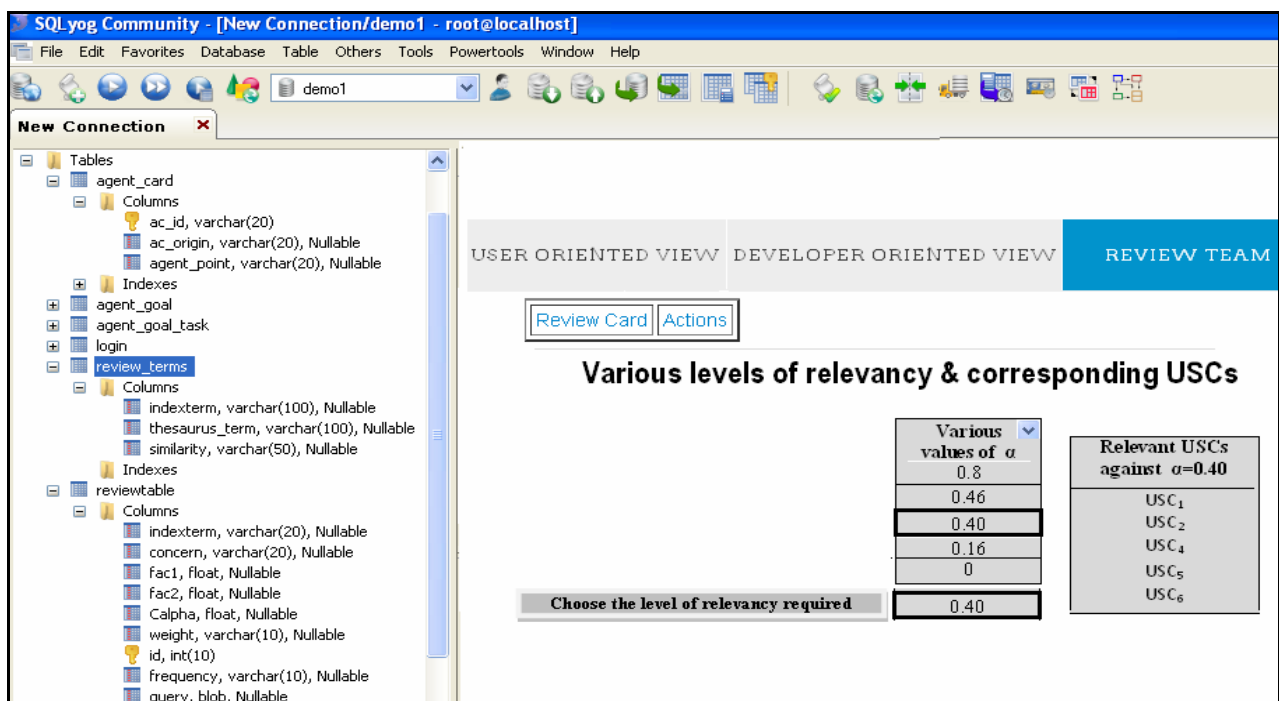 SQLyog Community - [New Connection/demo1 - root@localhost]
File Edit Favorites Database Table Others Tools Powertools Window Help
demo1
New Connection
Tables
agent_card
Columns
ac_id, varchar(20)
ac_origin, varchar(20), Nullable
agent_point, varchar(20), Nullable
Indexes
agent_goal
agent_goal_task
login
review_terms
Columns
indexterm, varchar(100), Nullable
thesaurus_term, varchar(100), Nullable
similarity, varchar(50), Nullable
Indexes
reviewtable
Columns
indexterm, varchar(20), Nullable
concern, varchar(20), Nullable
fac1, float, Nullable
fac2, float, Nullable
Calpha, float, Nullable
weight, varchar(10), Nullable
id, int(10)
frequency, varchar(10), Nullable
query, blob, Nullable
USER ORIENTED VIEW DEVELOPER ORIENTED VIEW REVIEW TEAM
Review Card Actions
Various levels of relevancy & corresponding USCs
Various
values of α
0.8
0.46
0.40
0.16
0
Choose the level of relevancy required 0.40
Relevant USCs
against α=0.40
USC₁
USC₂
USC₄
USC₅
USC₆